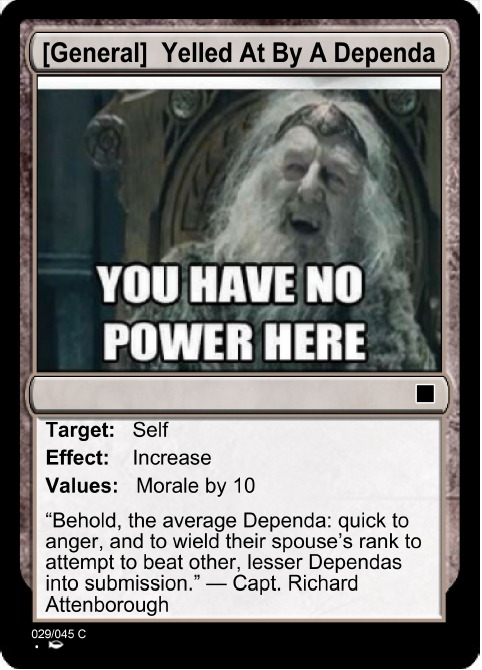 [General] Yelled At By A Dependa
YOU HAVE NO
POWER HERE
Target: Self
Effect: Increase
Values: Morale by 10
“Behold, the average Dependa: quick to
anger, and to wield their spouse’s rank to
attempt to beat other, lesser Dependas
into submission.” — Capt. Richard
Attenborough
029/045 C